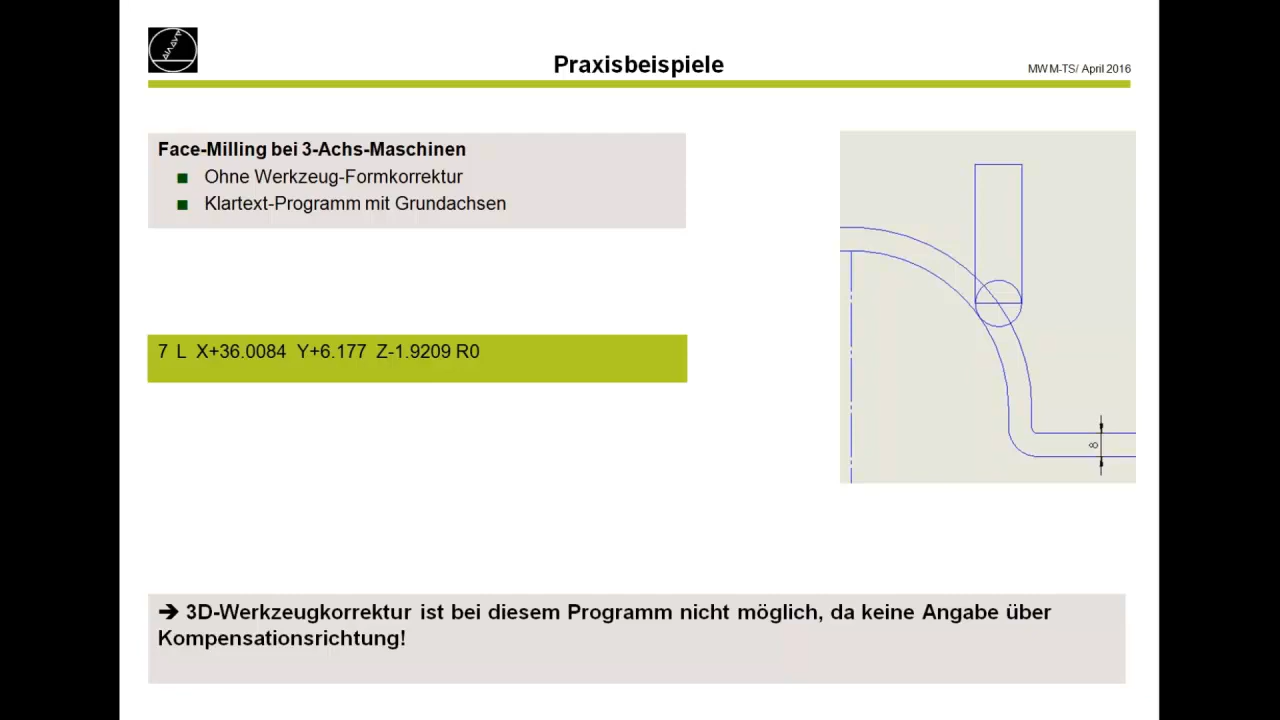 Praxisbeispiele
MWM-TS/ April 2016
Face-Milling bei 3-Achs-Maschinen
Ohne Werkzeug-Formkorrektur
Klartext-Programm mit Grundachsen
7 L X+36.0084 Y+6.177 Z-1.9209 R0
8
➔ 3D-Werkzeugkorrektur ist bei diesem Programm nicht möglich, da keine Angabe über
Kompensationsrichtung!